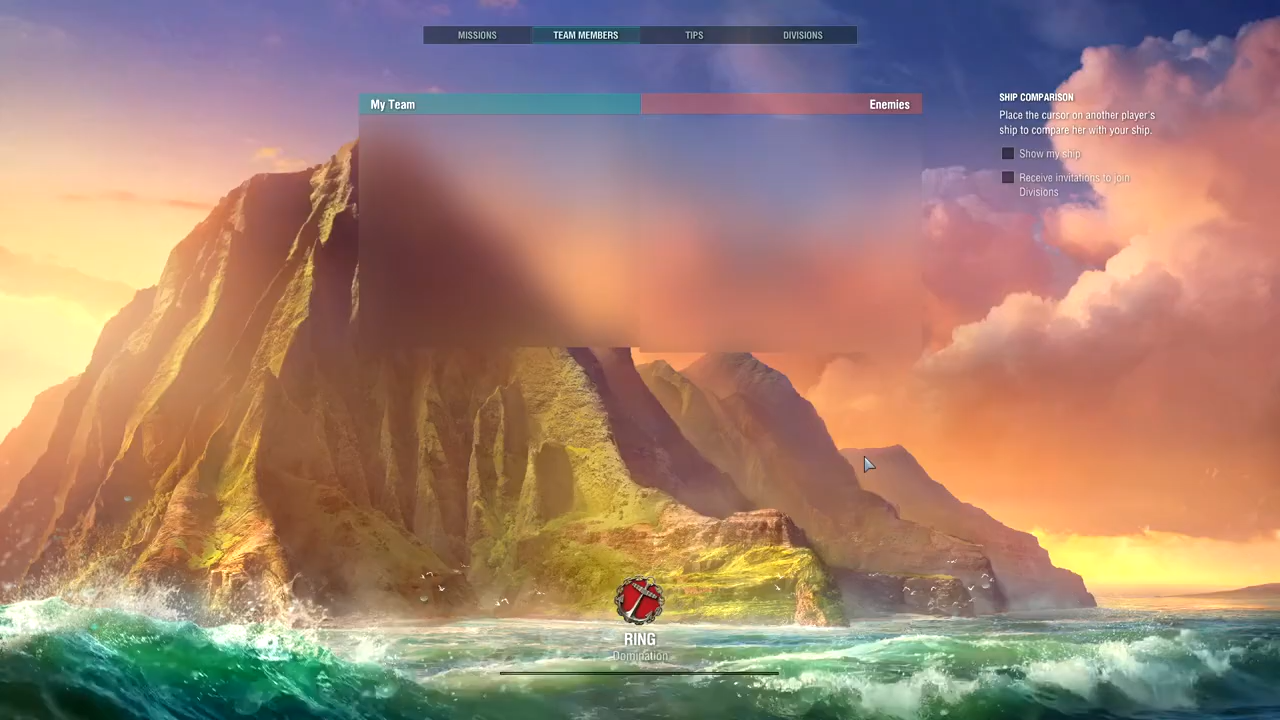 MISSIONS
TEAM MEMBERS
TIPS
DIVISIONS
My Team
Enemies
SHIP COMPARISON
Place the cursor on another player's
ship to compare her with your ship.
Show my ship
Receive invitations to join
Divisions
RING
Domination